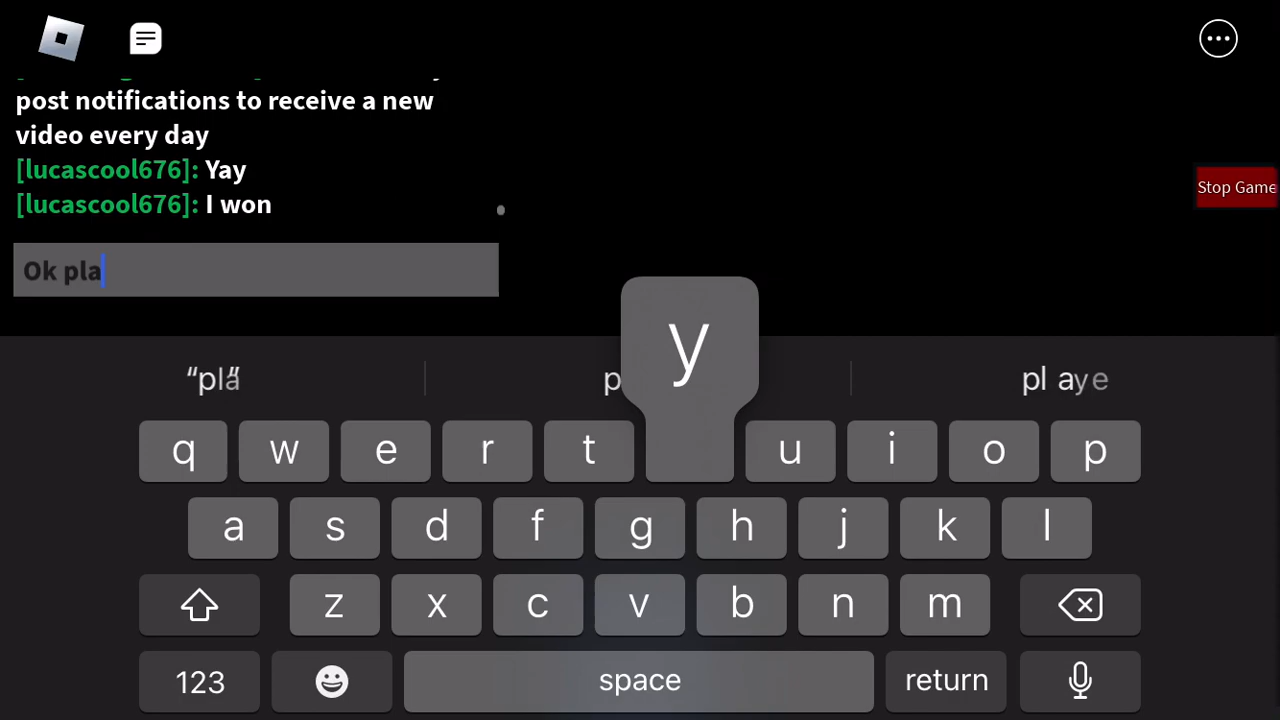 post notifications to receive a new
video every day
[lucascool676]: Yay
[lucascool676]: I won
Stop Game
Ok pla
y
“pla” pl aye
q w e r t u i o p
a s d f g h j k l
z x c v b n m
123 space return